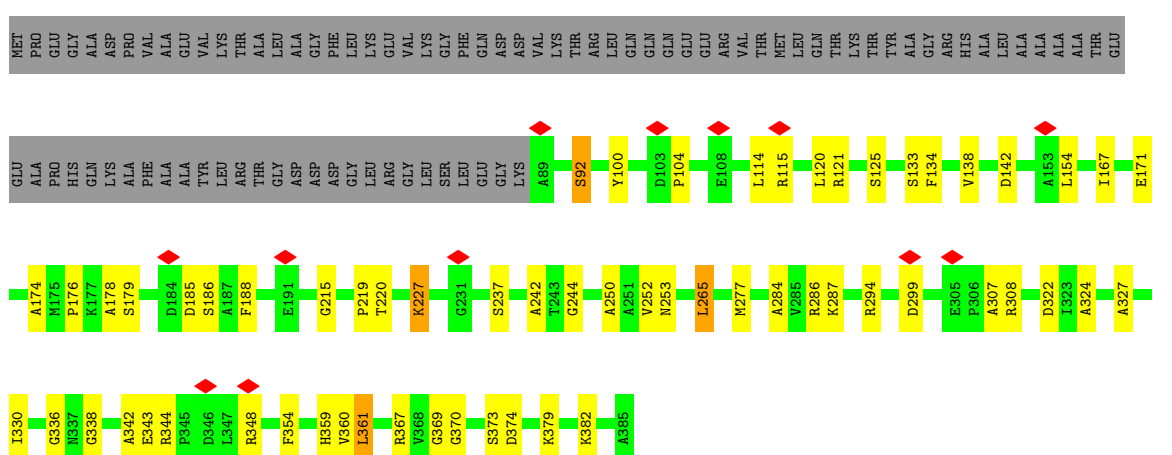 MET PRO GLU GLY ALA ASP PRO VAL ALA GLU VAL LYS THR ALA LEU ALA GLY PHE LEU LYS GLU VAL LYS GLY PHE GLN ASP ASP VAL LYS THR ARG LEU GLN GLN GLN GLU GLU ARG VAL THR MET LEU GLN THR LYS THR TYR ALA GLY ARG HIS ALA LEU ALA ALA ALA ALA THR GLU
GLU ALA PRO HIS GLN LYS ALA PHE ALA ALA TYR LEU ARG THR GLY ASP ASP ASP GLY LEU ARG GLY LEU SER LEU GLU GLY LYS A89 S92 Y100 D103 P104 E108 L114 R115 L120 R121 S125 S133 F134 V138 D142 A153 L154 I167 E171
A174 M175 P176 K177 A178 S179 D184 D185 S186 A187 F188 E191 G215 P219 T220 K227 G231 S237 A242 T243 G244 A250 A251 V252 N253 L265 M277 A284 V285 R286 K287 R294 D299 E305 P306 A307 R308 D322 I323 A324 A327
I330 G336 N337 G338 A342 E343 R344 P345 D346 L347 R348 F354 H359 V360 L361 R367 V368 G369 G370 S373 D374 K379 K382 A385